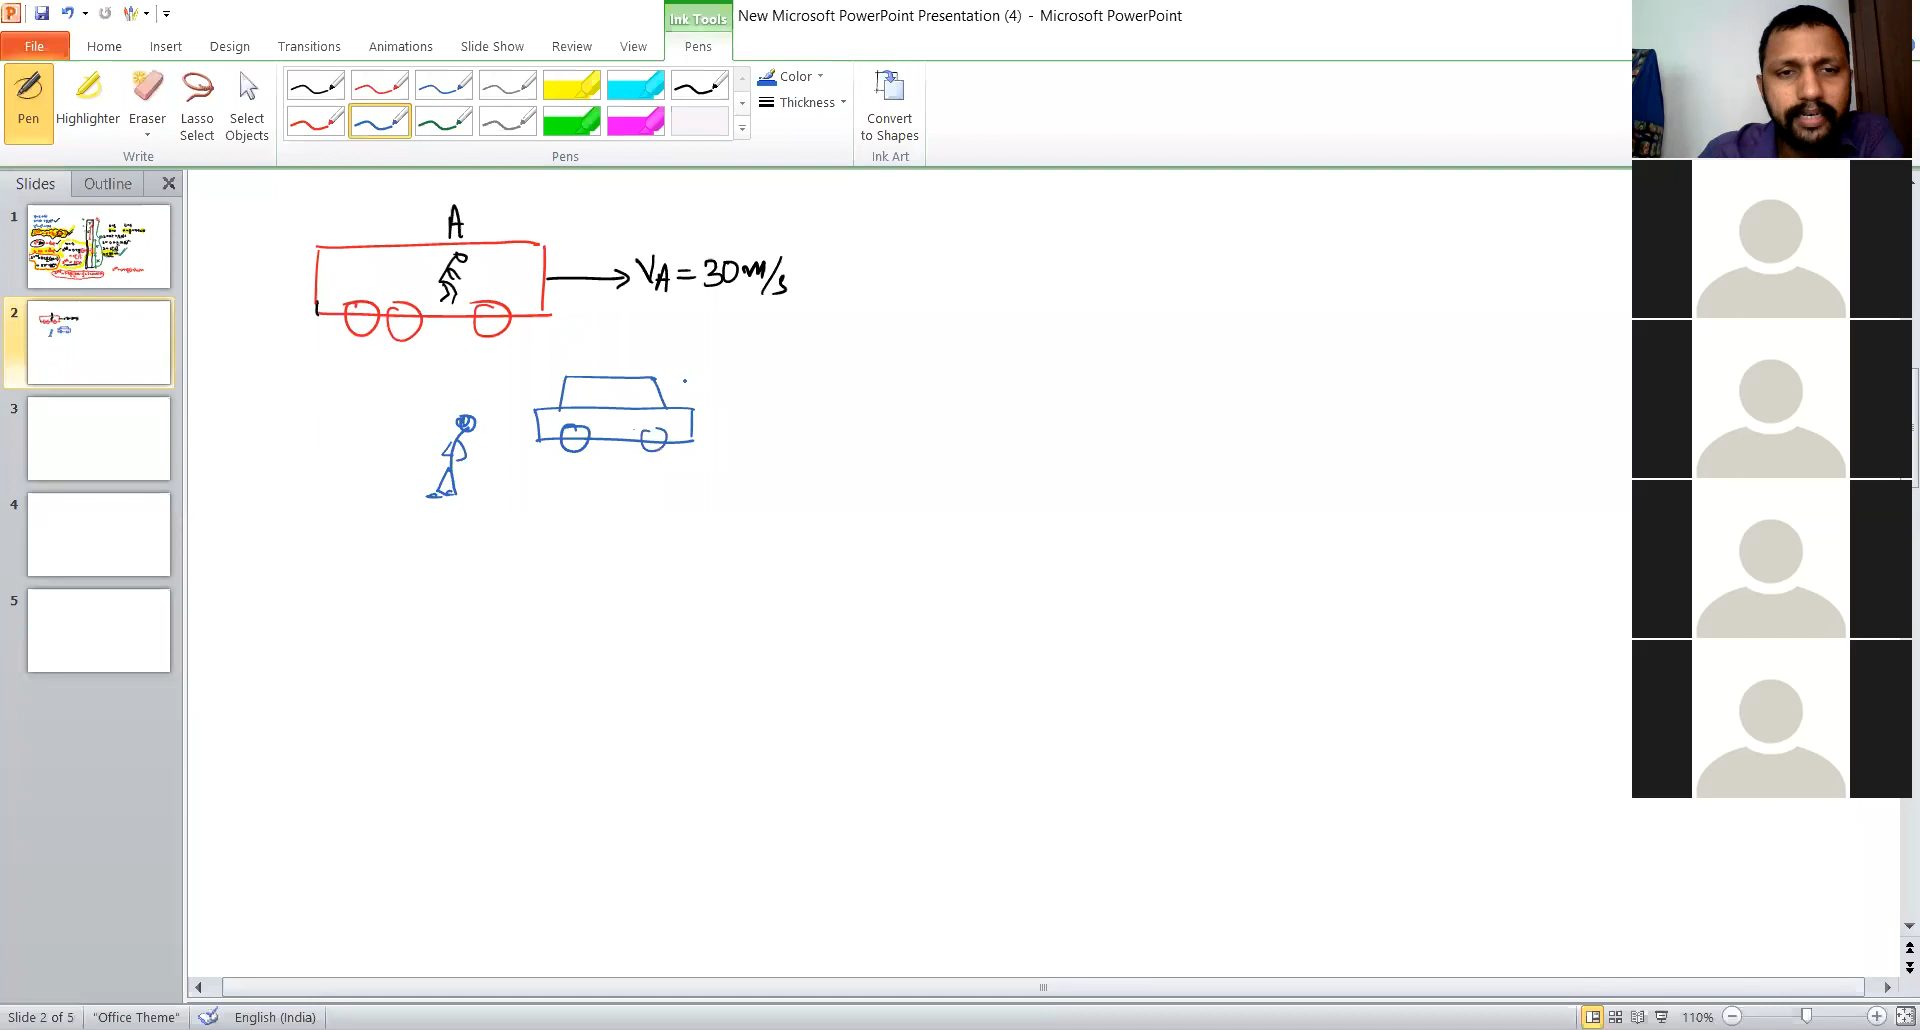 New Microsoft PowerPoint Presentation (4) - Microsoft PowerPoint
Ink Tools
File Home Insert Design Transitions Animations Slide Show Review View Pens
Pen Highlighter Eraser Lasso Select Select Objects
Color
Thickness
Convert to Shapes
Write Pens Ink Art
Slides Outline
1
2
3
4
5
A
VA = 30 m/s
Slide 2 of 5 "Office Theme" English (India) 110%